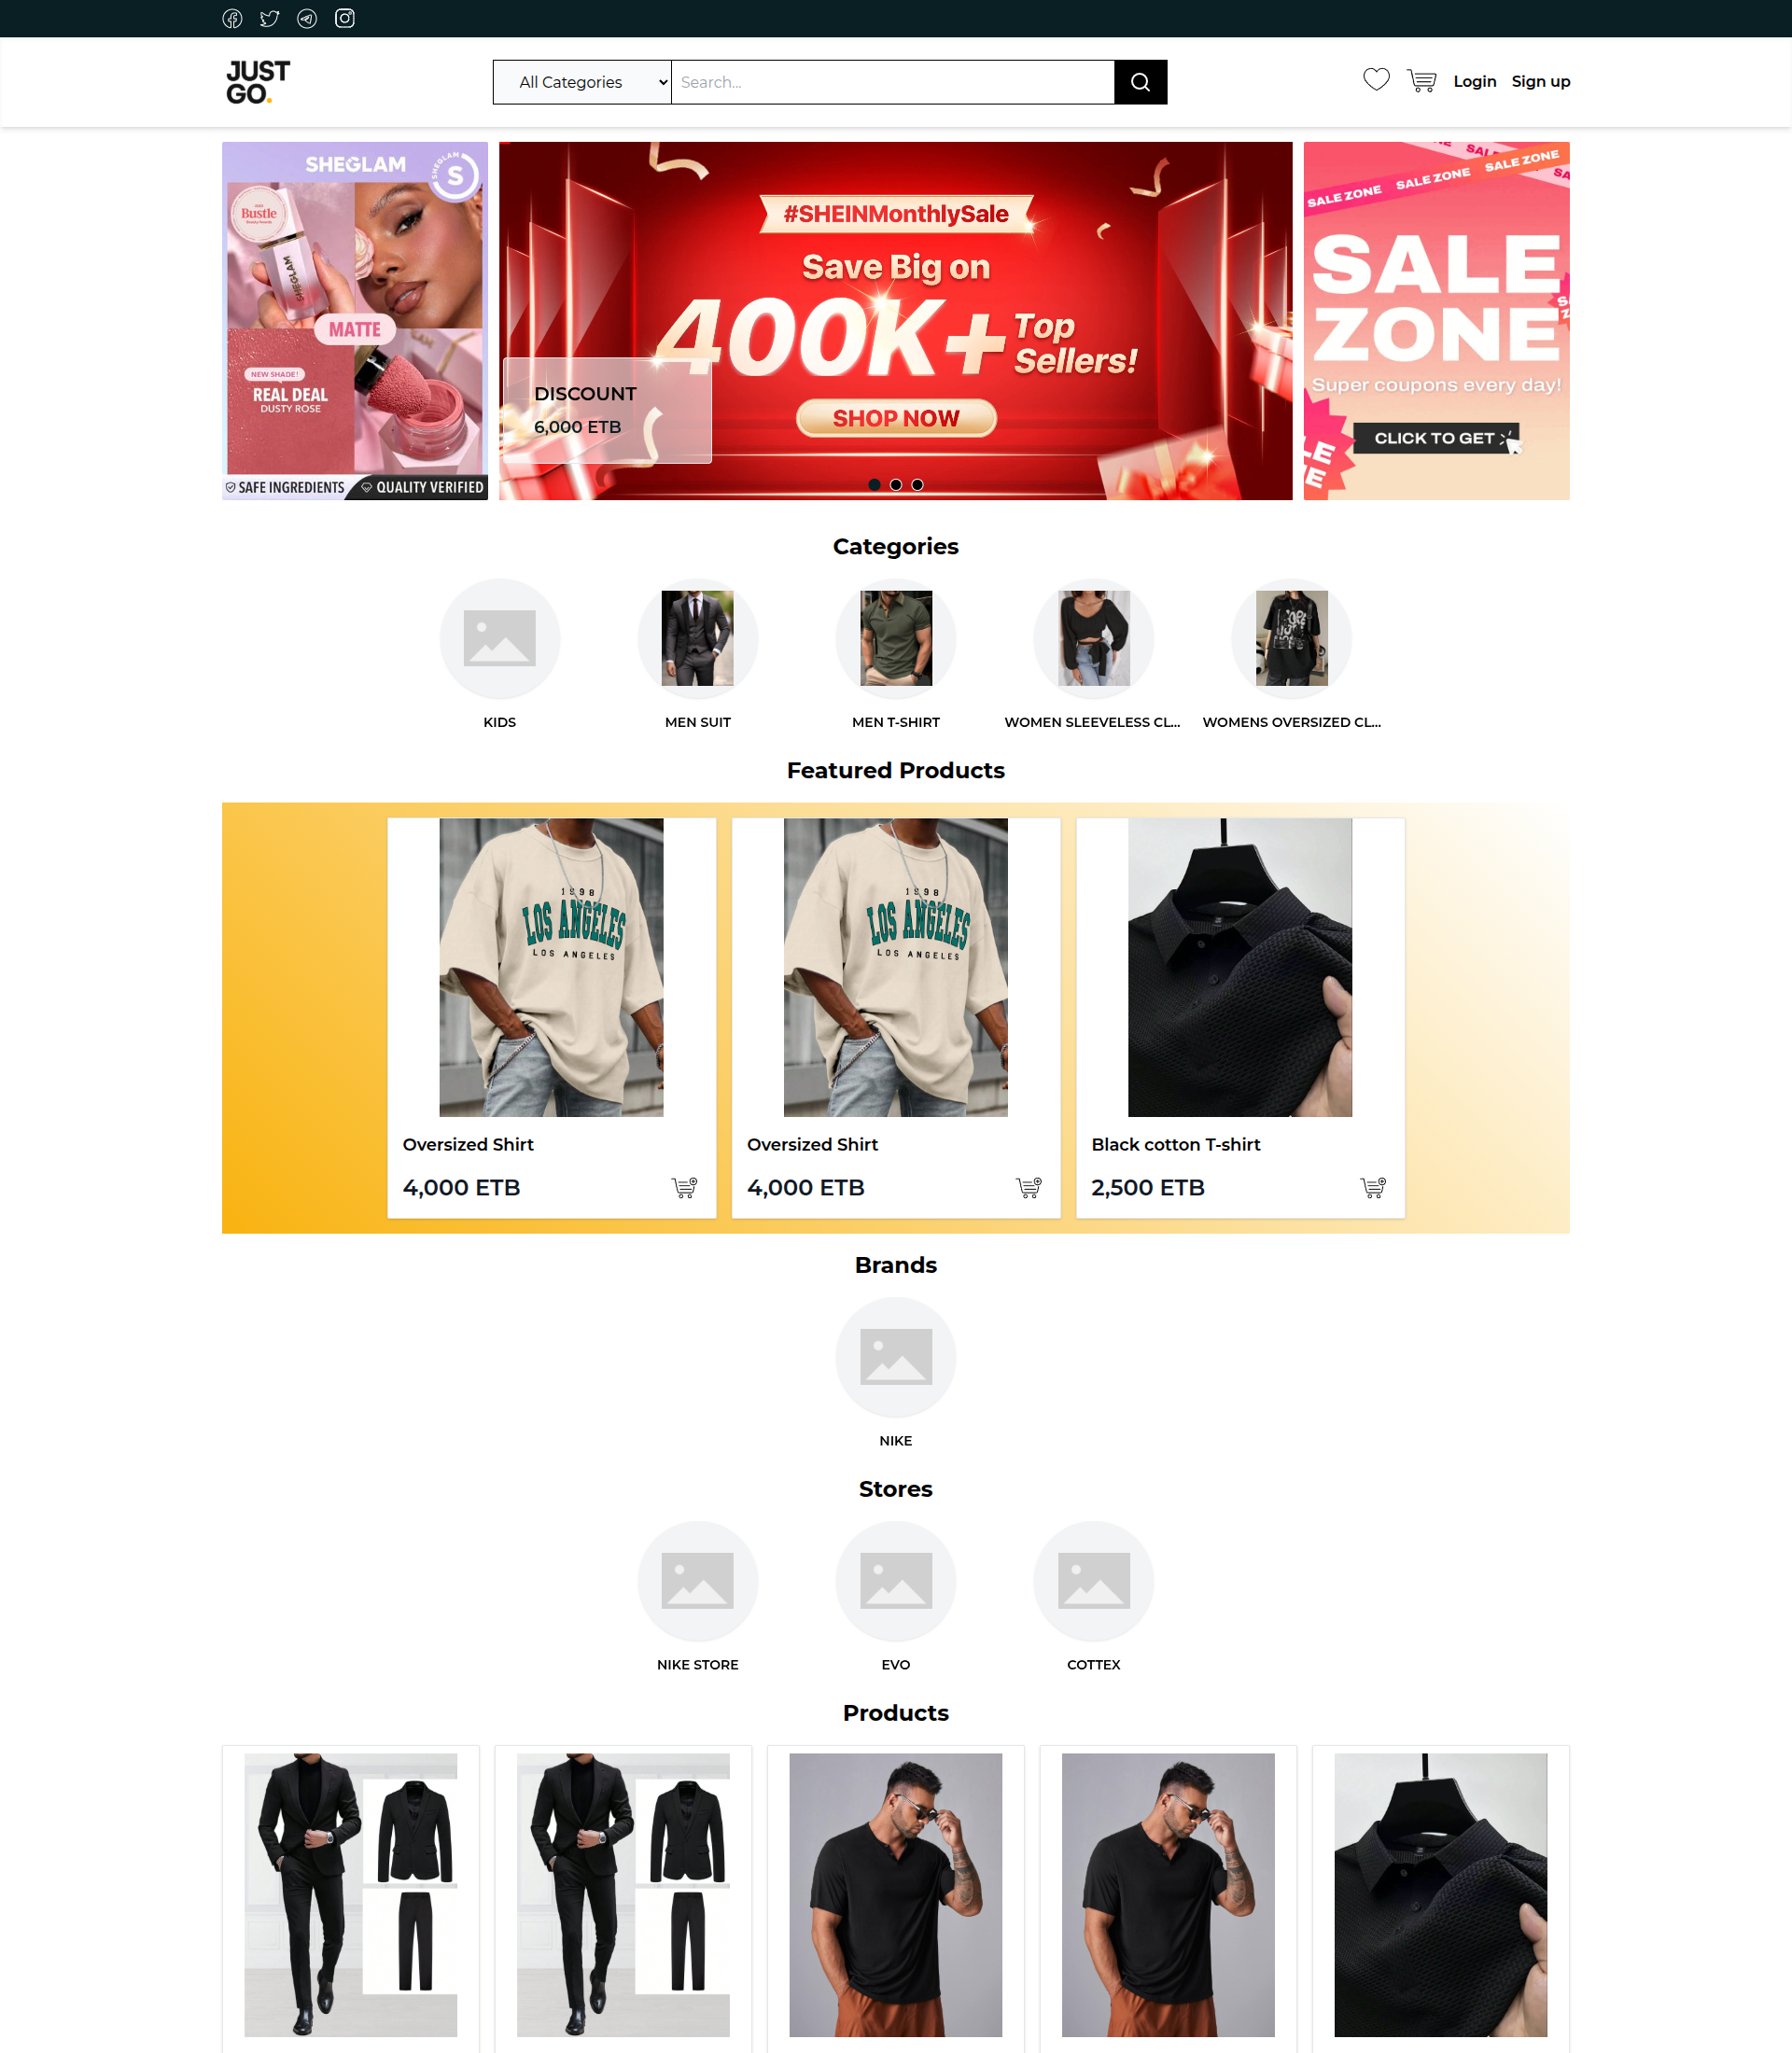 JUST
GO.
All Categories
Search...
Login
Sign up
SHEGLAM
SHEGLAM
S
Bustle
SHEGLAM
MATTE
NEW SHADE!
REAL DEAL
DUSTY ROSE
SAFE INGREDIENTS
QUALITY VERIFIED
#SHEINMonthlySale
Save Big on
400K+ Top
Sellers!
DISCOUNT
6,000 ETB
SHOP NOW
SALE ZONE SALE ZONE SALE ZONE
SALE
ZONE
Super coupons every day!
CLICK TO GET
Categories
KIDS
MEN SUIT
MEN T-SHIRT
WOMEN SLEEVELESS CL...
WOMENS OVERSIZED CL...
Featured Products
1998
LOS ANGELES
LOS ANGELES
1998
LOS ANGELES
LOS ANGELES
Oversized Shirt
Oversized Shirt
Black cotton T-shirt
4,000 ETB
4,000 ETB
2,500 ETB
Brands
NIKE
Stores
NIKE STORE
EVO
COTTEX
Products